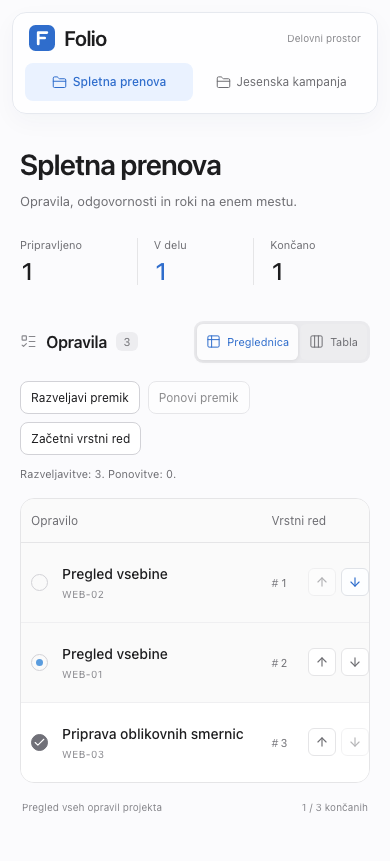 F Folio
Delovni prostor
Spletna prenova
Jesenska kampanja
Spletna prenova
Opravila, odgovornosti in roki na enem mestu.
Pripravljeno
V delu
Končano
1
1
1
Opravila 3
Preglednica
Tabla
Razveljavi premik
Ponovi premik
Začetni vrstni red
Razveljavitve: 3. Ponovitve: 0.
Opravilo
Vrstni red
Pregled vsebine
WEB-02
# 1
Pregled vsebine
WEB-01
# 2
Priprava oblikovnih smernic
WEB-03
# 3
Pregled vseh opravil projekta
1 / 3 končanih